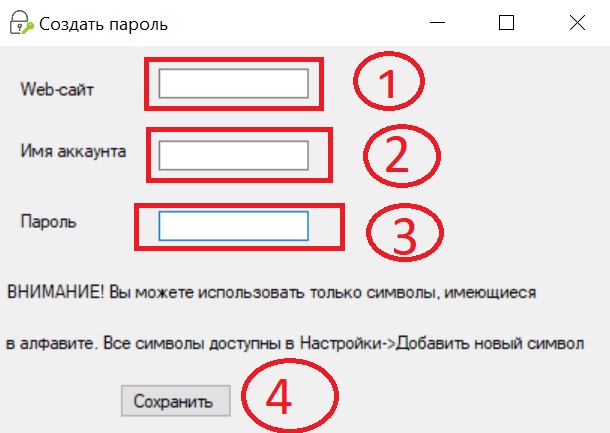 Создать пароль
Web-сайт 1
Имя аккаунта 2
Пароль 3
ВНИМАНИЕ! Вы можете использовать только символы, имеющиеся
в алфавите. Все символы доступны в Настройки->Добавить новый символ
Сохранить 4